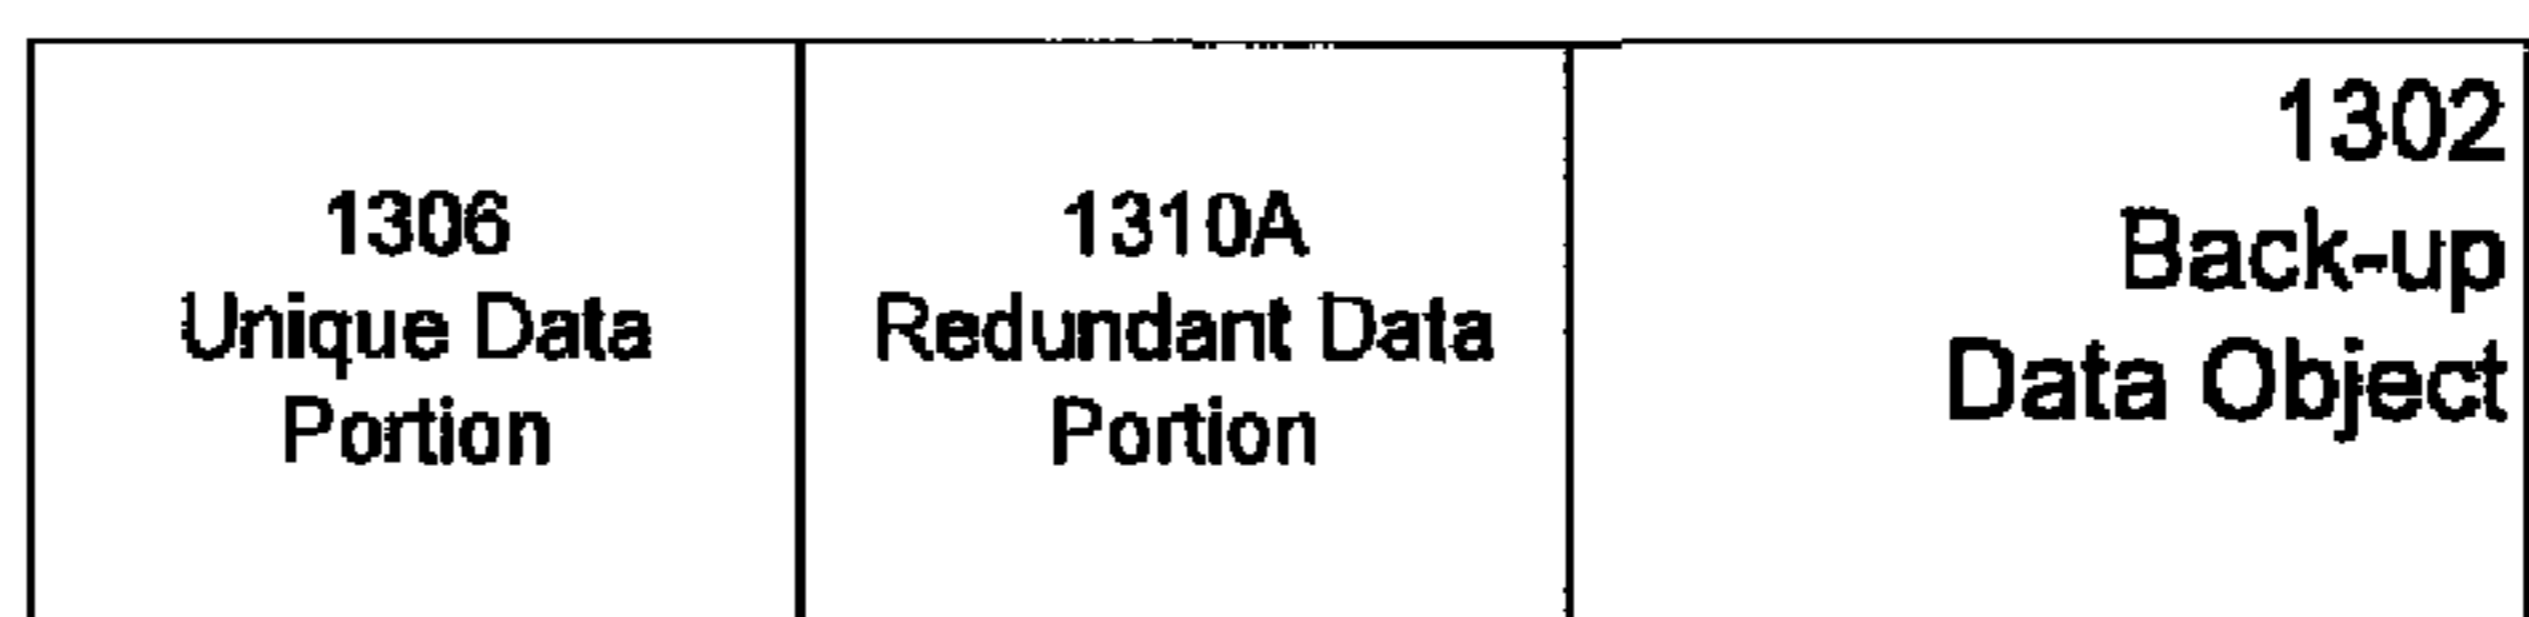 1306
Unique Data
Portion
1310A
Redundant Data
Portion
1302
Back-up
Data Object